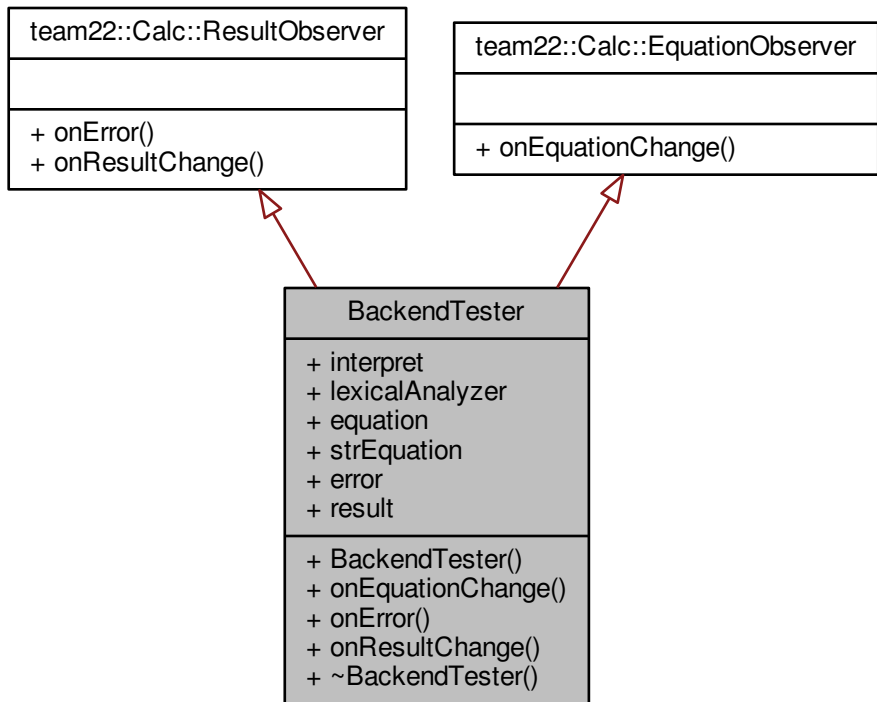 team22::Calc::ResultObserver
+ onError()
+ onResultChange()
team22::Calc::EquationObserver
+ onEquationChange()
BackendTester
+ interpret
+ lexicalAnalyzer
+ equation
+ strEquation
+ error
+ result
+ BackendTester()
+ onEquationChange()
+ onError()
+ onResultChange()
+ ~BackendTester()